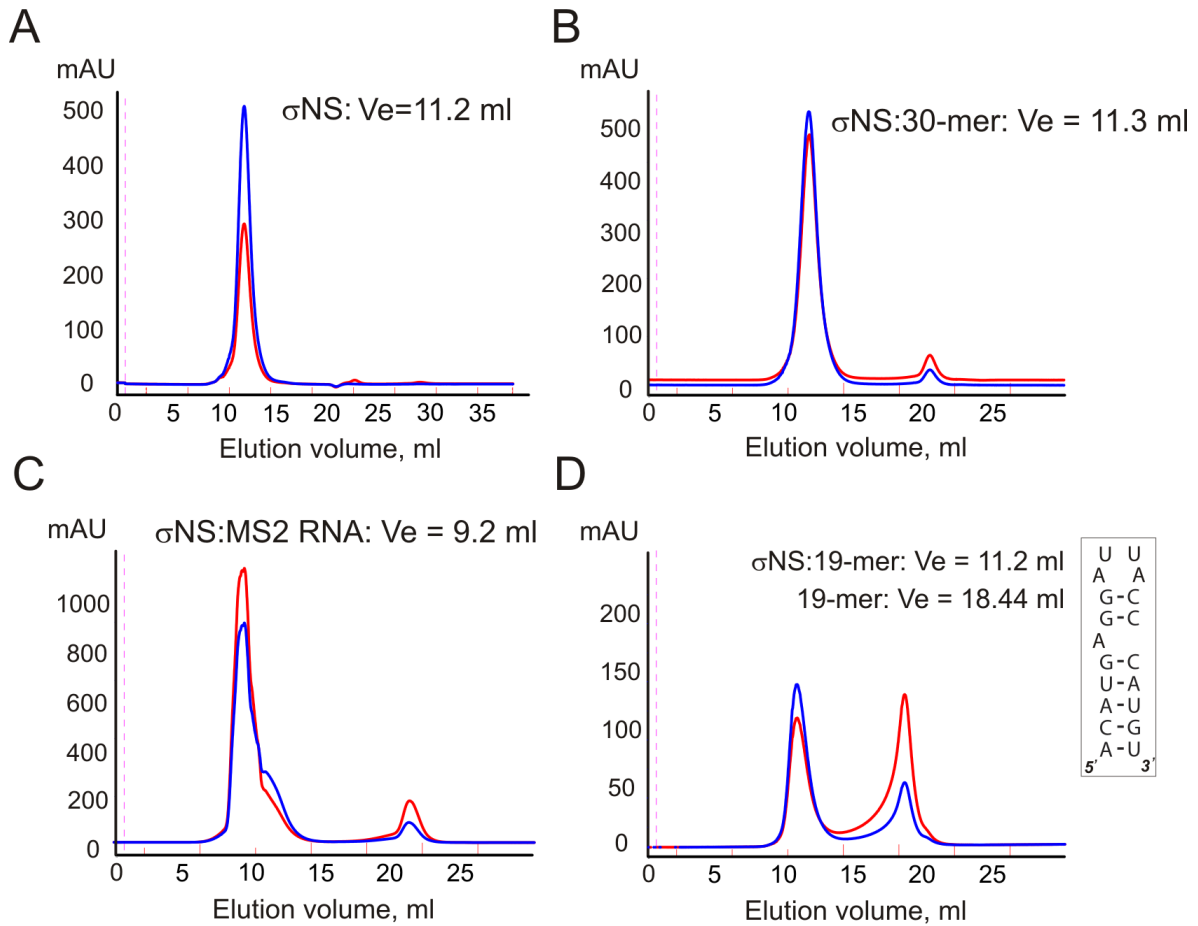 A
mAU
σNS: Ve=11.2 ml
500
400
300
200
100
0
0 5 10 15 20 25 30 35
Elution volume, ml
B
mAU
σNS:30-mer: Ve = 11.3 ml
500
400
300
200
100
0
0 5 10 15 20 25
Elution volume, ml
C
mAU
σNS:MS2 RNA: Ve = 9.2 ml
1000
800
600
400
200
0
0 5 10 15 20 25
Elution volume, ml
D
mAU
σNS:19-mer: Ve = 11.2 ml
19-mer: Ve = 18.44 ml
200
150
100
50
0
0 5 10 15 20 25
Elution volume, ml
U U
A A
G-C
G-C
A
G-C
U-A
A-U
C-G
A-U
5' 3'